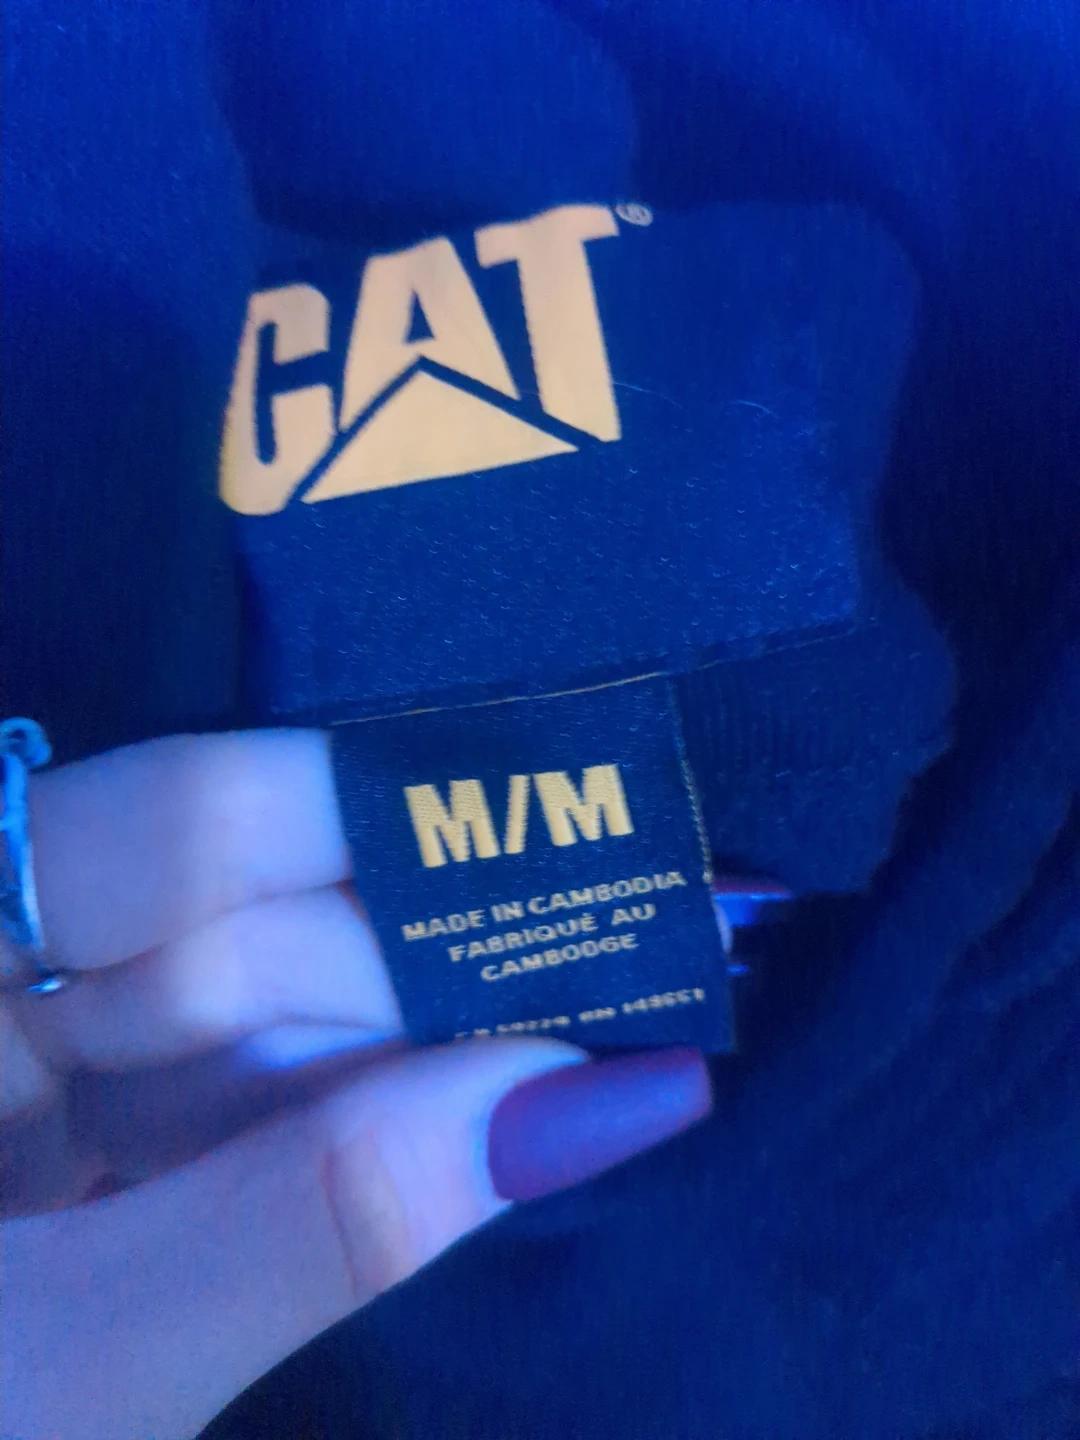 CAT®
M/M
MADE IN CAMBODIA
FABRIQUÉ AU
CAMBODGE